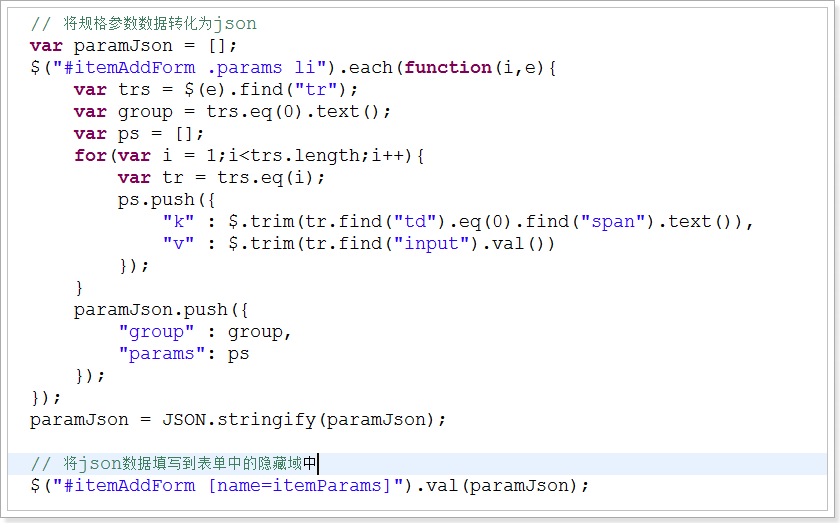 // 将规格参数数据转化为json
var paramJson = [];
$("#itemAddForm .params li").each(function(i,e){
    var trs = $(e).find("tr");
    var group = trs.eq(0).text();
    var ps = [];
    for(var i = 1;i<trs.length;i++){
        var tr = trs.eq(i);
        ps.push({
            "k" : $.trim(tr.find("td").eq(0).find("span").text()),
            "v" : $.trim(tr.find("input").val())
        });
    }
    paramJson.push({
        "group" : group,
        "params": ps
    });
});
paramJson = JSON.stringify(paramJson);

// 将json数据填写到表单中的隐藏域中
$("#itemAddForm [name=itemParams]").val(paramJson);